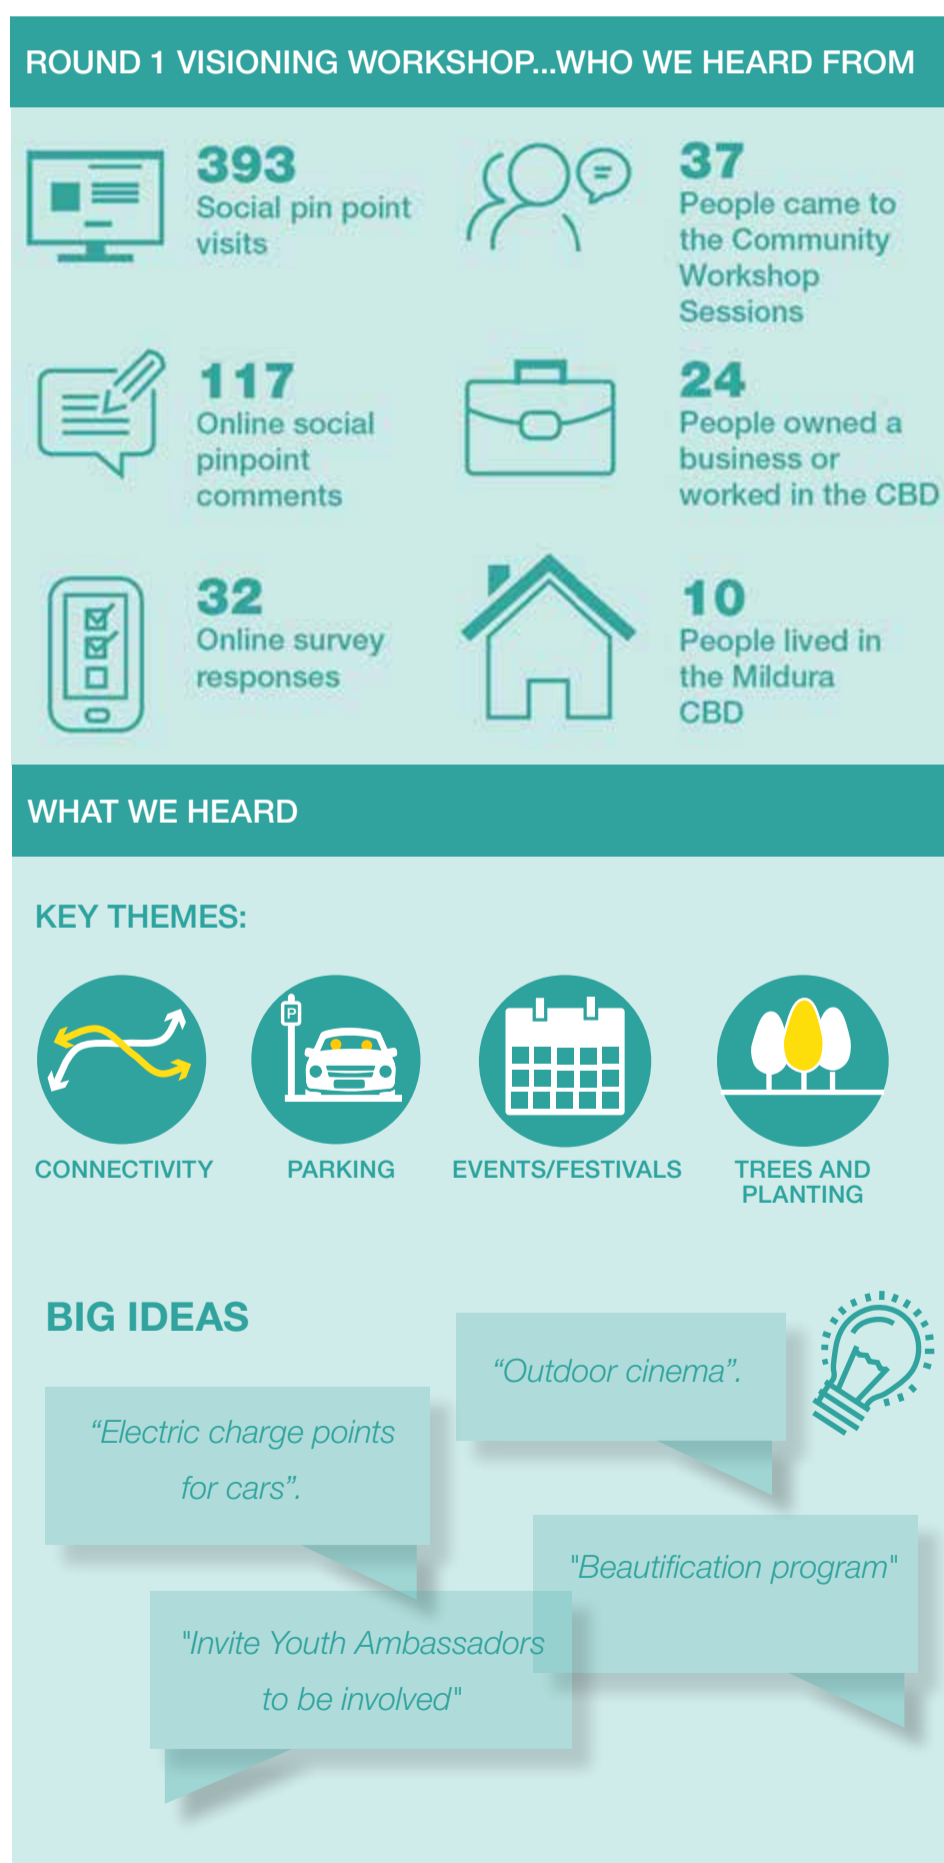 ROUND 1 VISIONING WORKSHOP...WHO WE HEARD FROM
393
Social pin point
visits
37
People came to
the Community
Workshop
Sessions
117
Online social
pinpoint
comments
24
People owned a
business or
worked in the CBD
32
Online survey
responses
10
People lived in
the Mildura
CBD
WHAT WE HEARD
KEY THEMES:
P
CONNECTIVITY
PARKING
EVENTS/FESTIVALS
TREES AND
PLANTING
BIG IDEAS
“Outdoor cinema”.
“Electric charge points
for cars”.
"Beautification program"
"Invite Youth Ambassadors
to be involved"